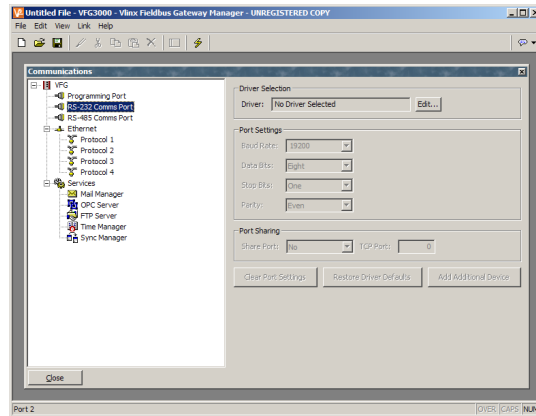 Untitled File - VFG3000 - Vlinx Fieldbus Gateway Manager - UNREGISTERED COPY
File Edit View Link Help
Communications
VFG
Programming Port
RS-232 Comms Port
RS-485 Comms Port
Ethernet
Protocol 1
Protocol 2
Protocol 3
Protocol 4
Services
Mail Manager
OPC Server
FTP Server
Time Manager
Sync Manager
Driver Selection
Driver: No Driver Selected Edit...
Port Settings
Baud Rate: 19200
Data Bits: Eight
Stop Bits: One
Parity: Even
Port Sharing
Share Port: No TCP Port: 0
Clear Port Settings Restore Driver Defaults Add Additional Device
Close
Port 2 OVER CAPS NUM